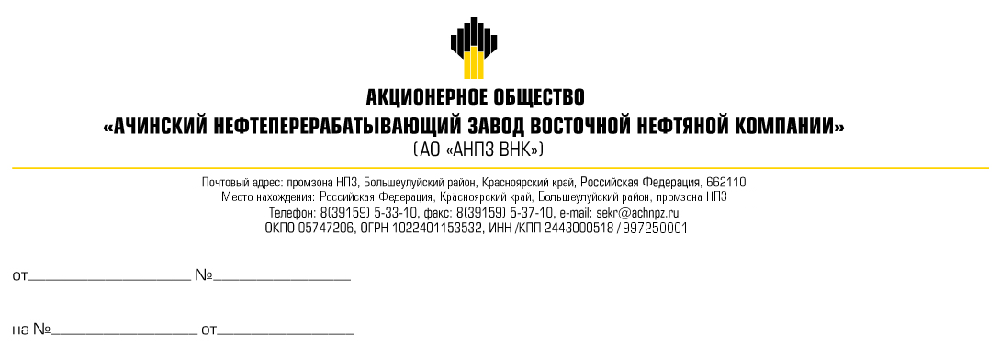 АКЦИОНЕРНОЕ ОБЩЕСТВО
«АЧИНСКИЙ НЕФТЕПЕРЕРАБАТЫВАЮЩИЙ ЗАВОД ВОСТОЧНОЙ НЕФТЯНОЙ КОМПАНИИ»
(АО «АНПЗ ВНК»)
Почтовый адрес: промзона НПЗ, Большеулуйский район, Красноярский край, Российская Федерация, 662110
Место нахождения: Российская Федерация, Красноярский край, Большеулуйский район, промзона НПЗ
Телефон: 8(39159) 5-33-10, факс: 8(39159) 5-37-10, e-mail: sekr@achnpz.ru
ОКПО 05747206, ОГРН 1022401153532, ИНН /КПП 2443000518 / 997250001
от____________________ №_________________
на №__________________ от_________________